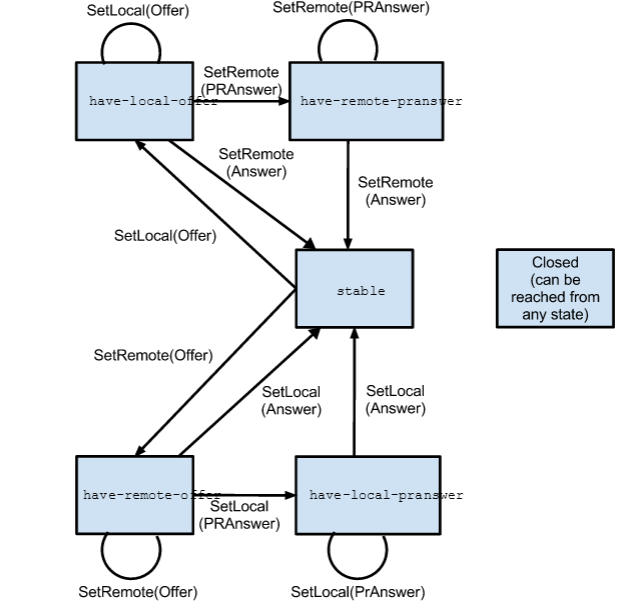 SetLocal(Offer)
SetRemote(PRAnswer)
have-local-offer
SetRemote
(PRAnswer)
have-remote-pranswer
SetRemote
(Answer)
SetRemote
(Answer)
SetLocal(Offer)
stable
Closed
(can be
reached from
any state)
SetRemote(Offer)
SetLocal
(Answer)
SetLocal
(Answer)
have-remote-offer
SetLocal
(PRAnswer)
have-local-pranswer
SetRemote(Offer)
SetLocal(PrAnswer)